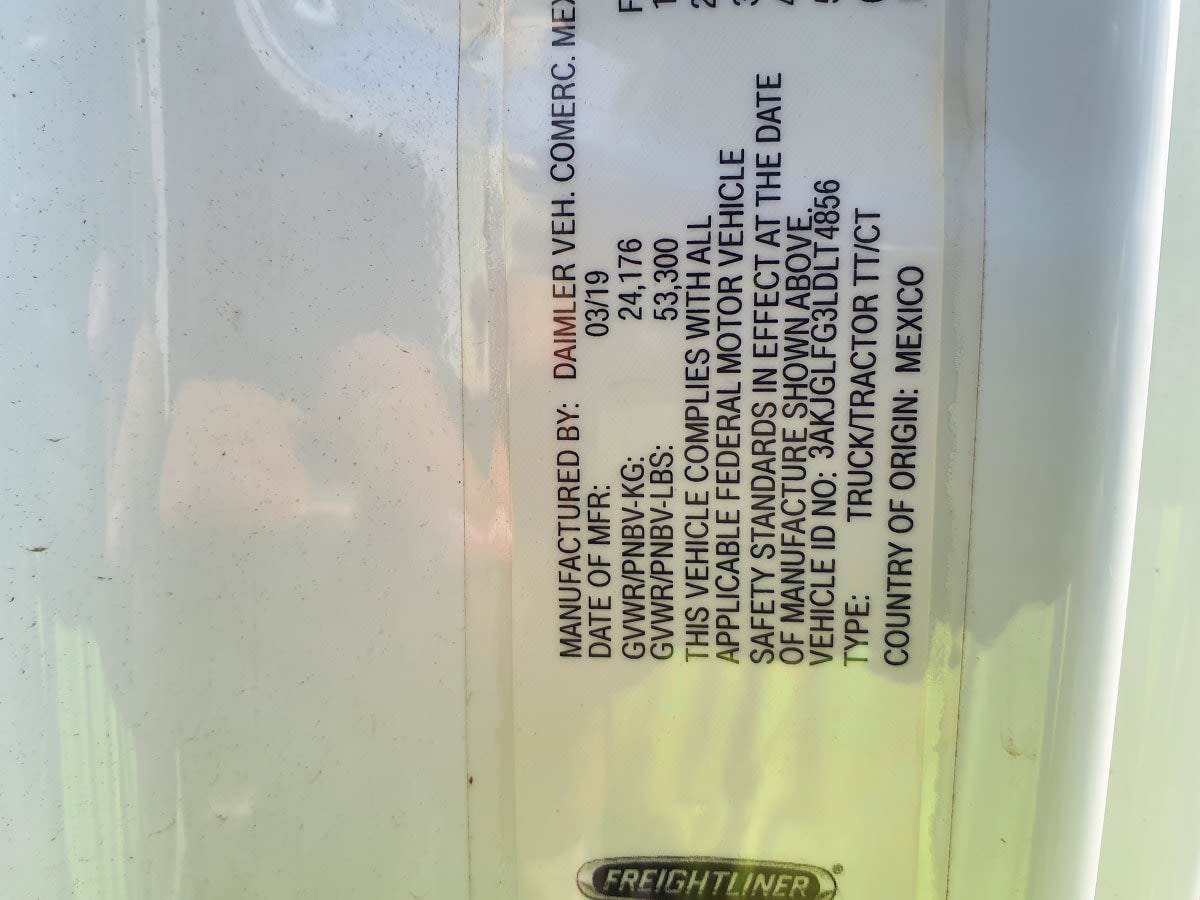 FREIGHTLINER®
MANUFACTURED BY: DAIMLER VEH. COMERC. MEX
DATE OF MFR: 03/19
GVWR/PNBV-KG: 24,176
GVWR/PNBV-LBS: 53,300
THIS VEHICLE COMPLIES WITH ALL
APPLICABLE FEDERAL MOTOR VEHICLE
SAFETY STANDARDS IN EFFECT AT THE DATE
OF MANUFACTURE SHOWN ABOVE.
VEHICLE ID NO: 3AKJGLFG3LDLT4856
TYPE: TRUCK/TRACTOR TT/CT
COUNTRY OF ORIGIN: MEXICO